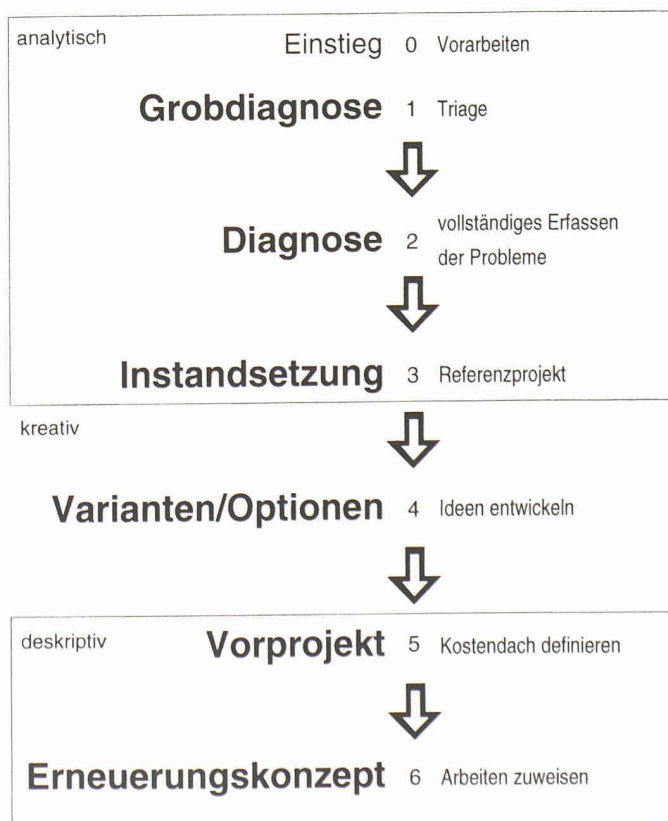 analytisch
Einstieg 0 Vorarbeiten
Grobdiagnose 1 Triage
Diagnose 2 vollständiges Erfassen
der Probleme
Instandsetzung 3 Referenzprojekt
kreativ
Varianten/Optionen 4 Ideen entwickeln
deskriptiv
Vorprojekt 5 Kostendach definieren
Erneuerungskonzept 6 Arbeiten zuweisen